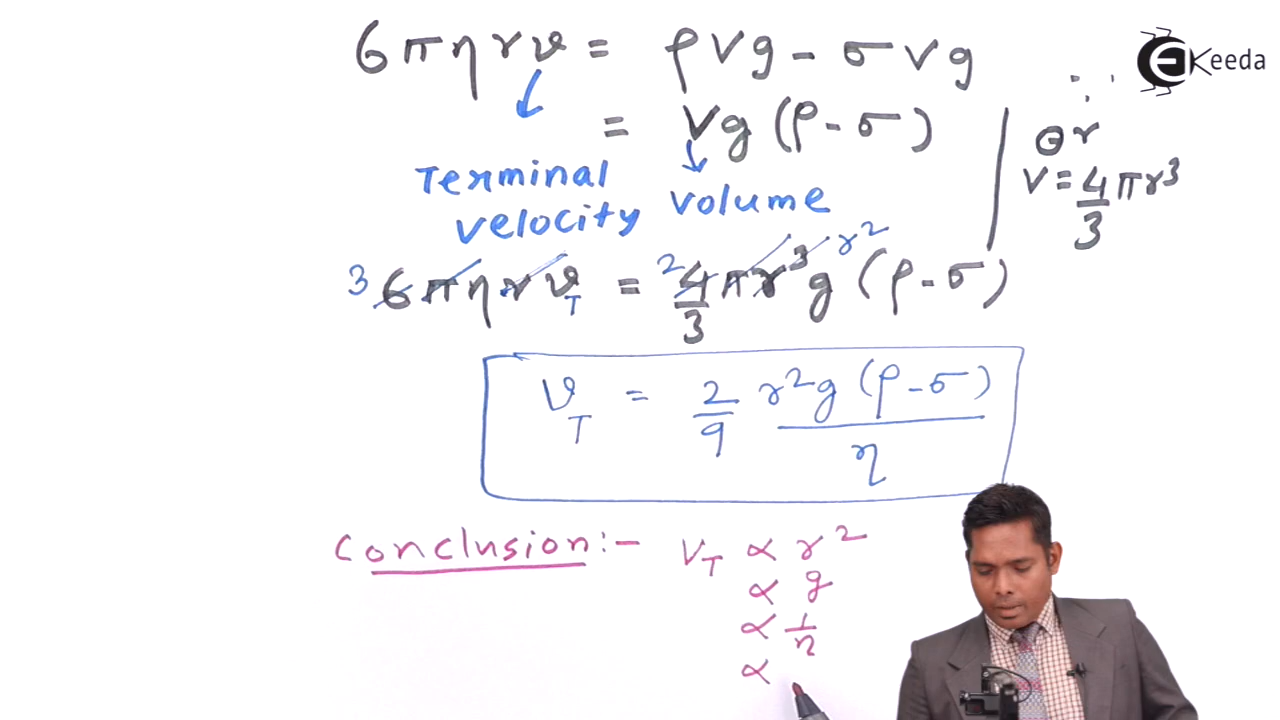 6πηrv = ρVg - σVg
= Vg (ρ - σ)
Terminal velocity
volume
∵
r
V = 4/3 πr³
3 6πηrv_T = 2 4/3 πr³ r² g (ρ - σ)
v_T = 2/9 r²g (ρ - σ)/η
Conclusion :- V_T ∝ r²
∝ g
∝ 1/η
∝
eKeeda